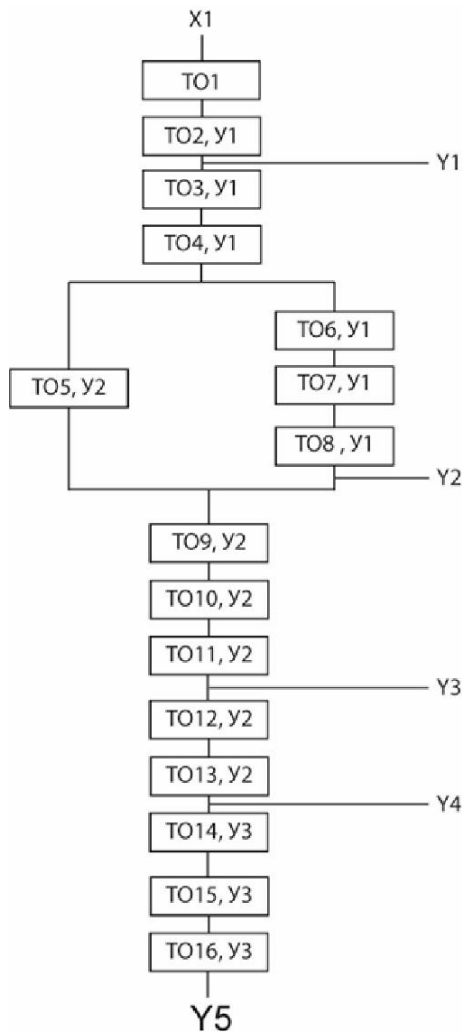 X1
ТО1
ТО2, У1
Y1
ТО3, У1
ТО4, У1
ТО6, У1
ТО5, У2
ТО7, У1
ТО8 , У1
Y2
ТО9, У2
ТО10, У2
ТО11, У2
Y3
ТО12, У2
ТО13, У2
Y4
ТО14, У3
ТО15, У3
ТО16, У3
Y5